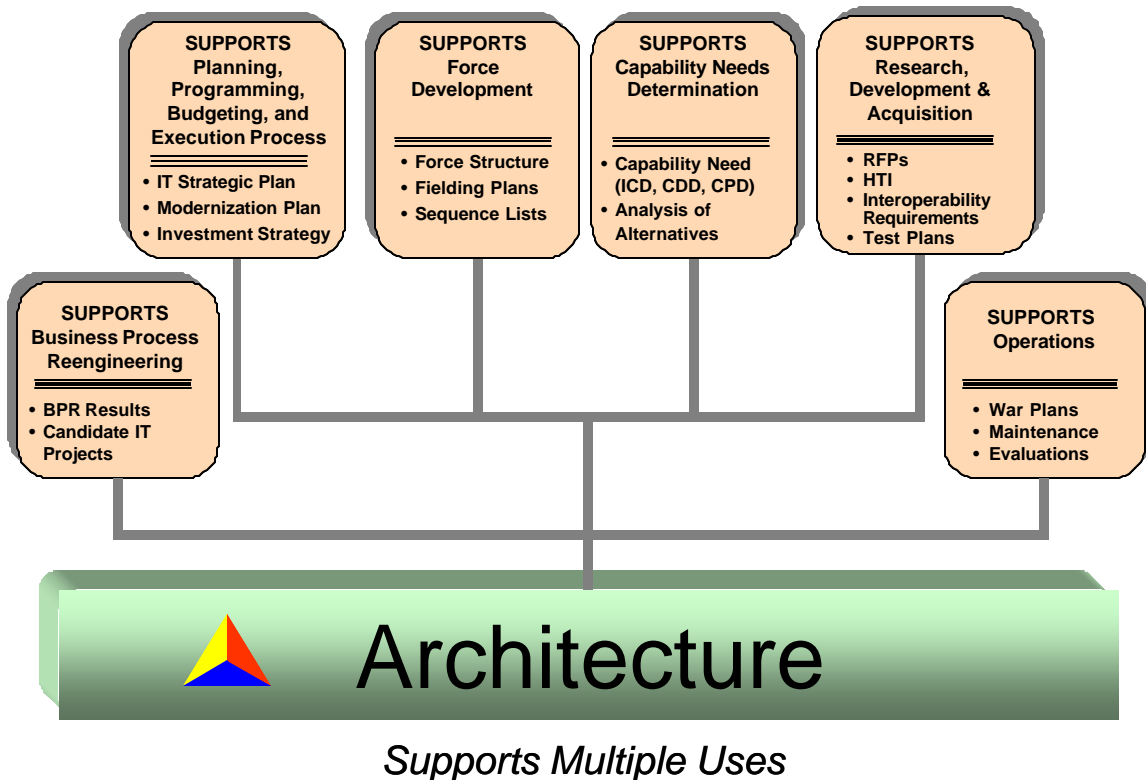 SUPPORTS
Planning,
Programming,
Budgeting, and
Execution Process
• IT Strategic Plan
• Modernization Plan
• Investment Strategy
SUPPORTS
Force
Development
• Force Structure
• Fielding Plans
• Sequence Lists
SUPPORTS
Capability Needs
Determination
• Capability Need
(ICD, CDD, CPD)
• Analysis of
Alternatives
SUPPORTS
Research,
Development &
Acquisition
• RFPs
• HTI
• Interoperability
Requirements
• Test Plans
SUPPORTS
Business Process
Reengineering
• BPR Results
• Candidate IT
Projects
SUPPORTS
Operations
• War Plans
• Maintenance
• Evaluations
Architecture
Supports Multiple Uses